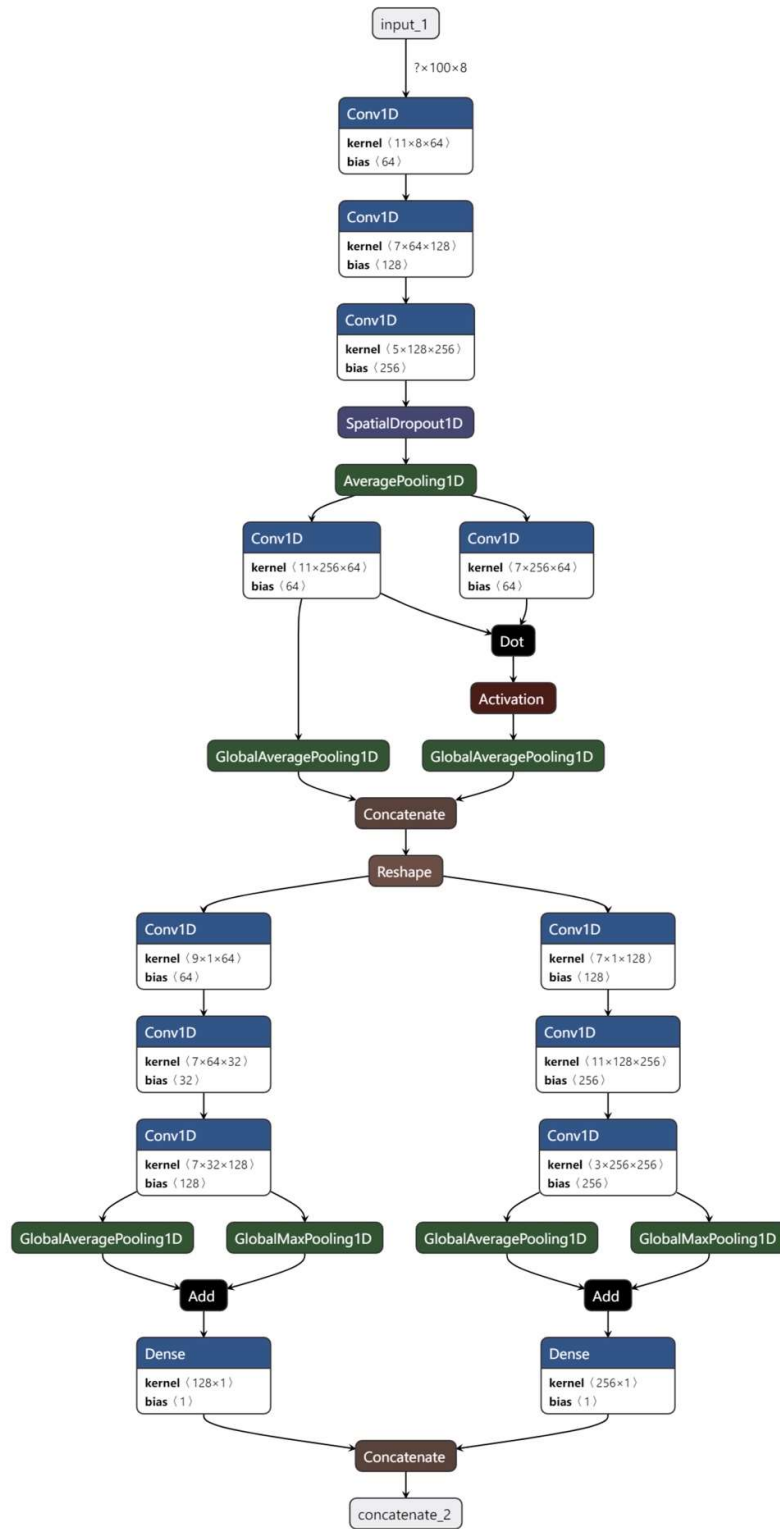 input_1
?×100×8
Conv1D
kernel ⟨11×8×64⟩
bias ⟨64⟩
Conv1D
kernel ⟨7×64×128⟩
bias ⟨128⟩
Conv1D
kernel ⟨5×128×256⟩
bias ⟨256⟩
SpatialDropout1D
AveragePooling1D
Conv1D
kernel ⟨11×256×64⟩
bias ⟨64⟩
Conv1D
kernel ⟨7×256×64⟩
bias ⟨64⟩
Dot
Activation
GlobalAveragePooling1D
GlobalAveragePooling1D
Concatenate
Reshape
Conv1D
kernel ⟨9×1×64⟩
bias ⟨64⟩
Conv1D
kernel ⟨7×1×128⟩
bias ⟨128⟩
Conv1D
kernel ⟨7×64×32⟩
bias ⟨32⟩
Conv1D
kernel ⟨11×128×256⟩
bias ⟨256⟩
Conv1D
kernel ⟨7×32×128⟩
bias ⟨128⟩
Conv1D
kernel ⟨3×256×256⟩
bias ⟨256⟩
GlobalAveragePooling1D
GlobalMaxPooling1D
GlobalAveragePooling1D
GlobalMaxPooling1D
Add
Add
Dense
kernel ⟨128×1⟩
bias ⟨1⟩
Dense
kernel ⟨256×1⟩
bias ⟨1⟩
Concatenate
concatenate_2